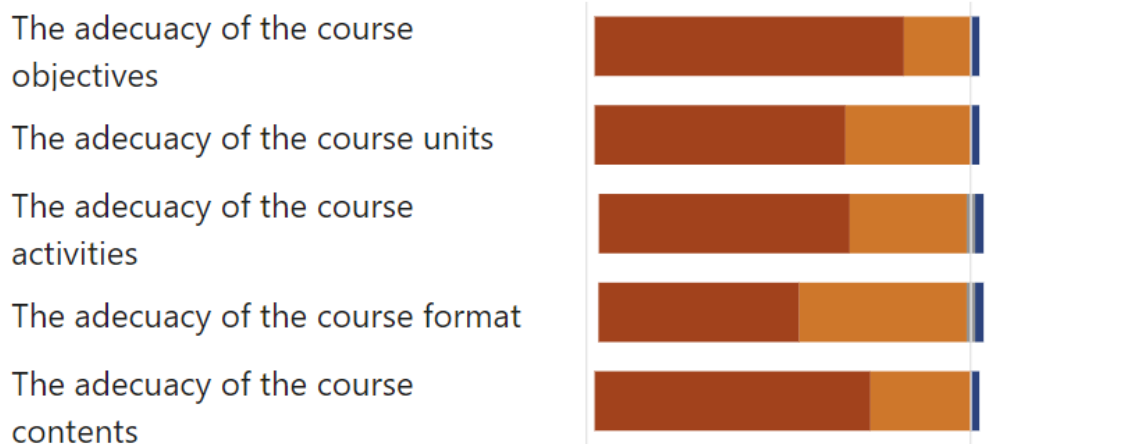 The adecuacy of the course
objectives
The adecuacy of the course units
The adecuacy of the course
activities
The adecuacy of the course format
The adecuacy of the course
contents